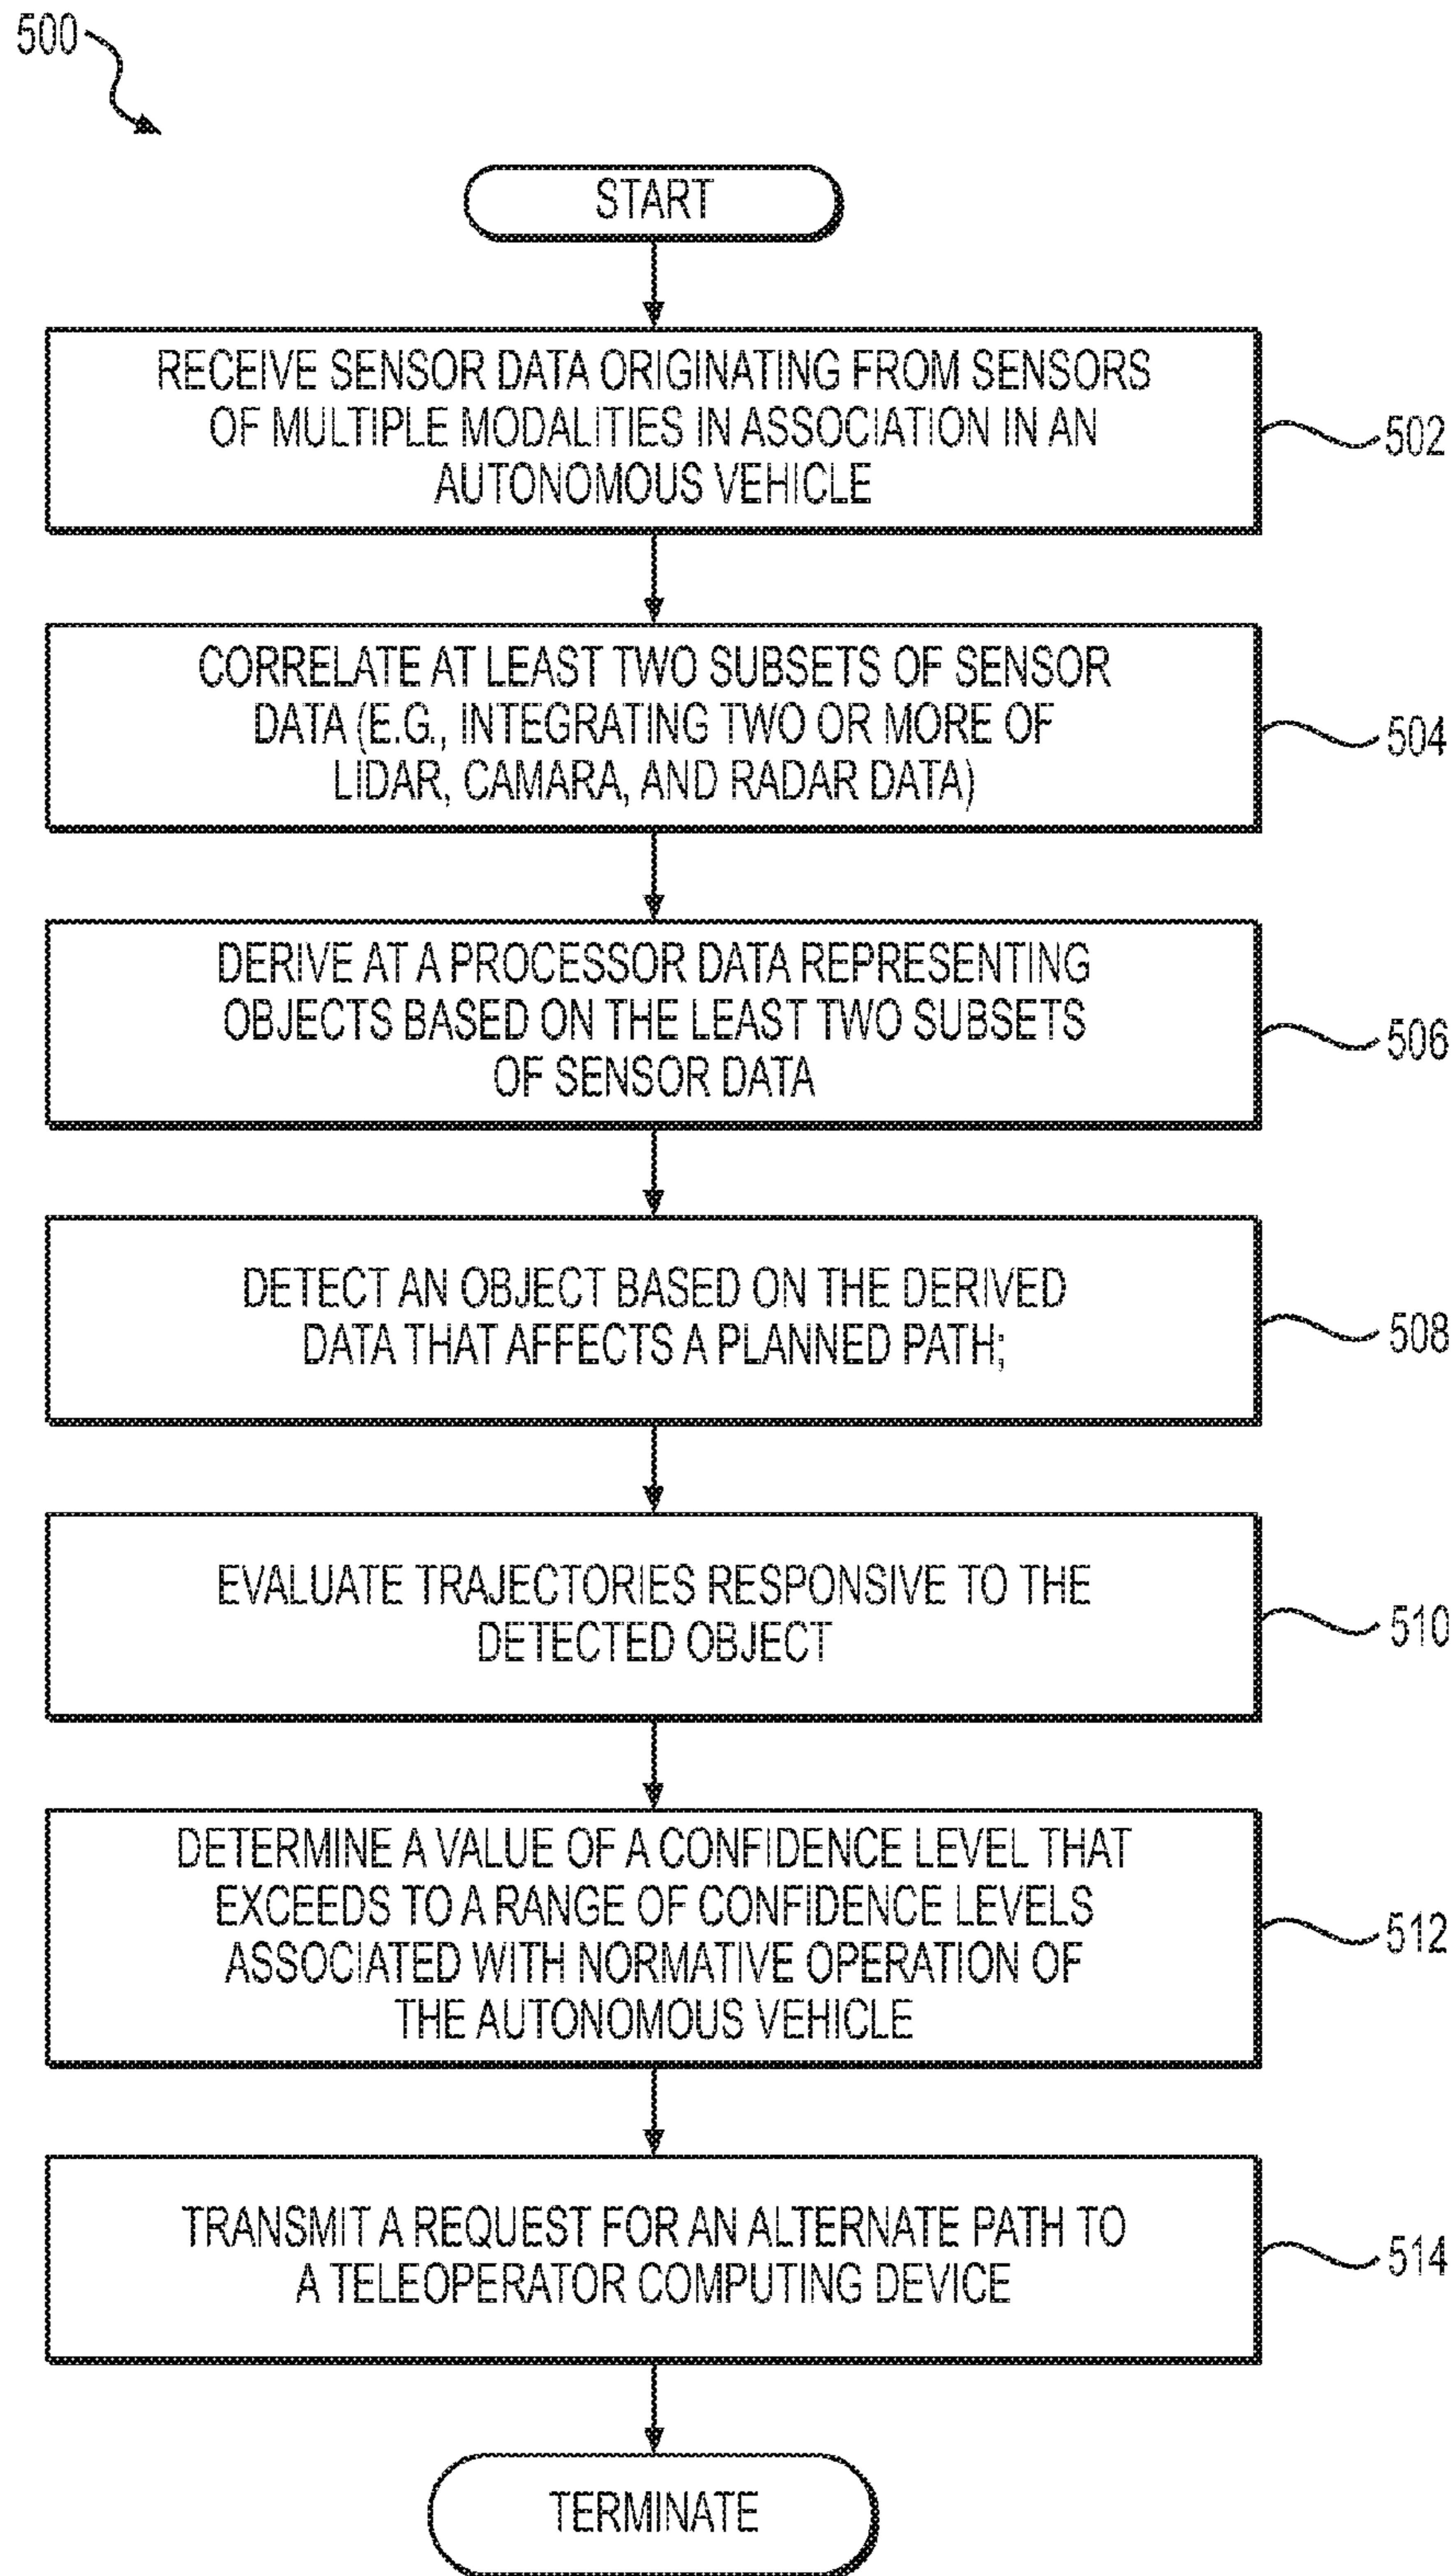 500
START
RECEIVE SENSOR DATA ORIGINATING FROM SENSORS
OF MULTIPLE MODALITIES IN ASSOCIATION IN AN
AUTONOMOUS VEHICLE
502
CORRELATE AT LEAST TWO SUBSETS OF SENSOR
DATA (E.G., INTEGRATING TWO OR MORE OF
LIDAR, CAMARA, AND RADAR DATA)
504
DERIVE AT A PROCESSOR DATA REPRESENTING
OBJECTS BASED ON THE LEAST TWO SUBSETS
OF SENSOR DATA
506
DETECT AN OBJECT BASED ON THE DERIVED
DATA THAT AFFECTS A PLANNED PATH;
508
EVALUATE TRAJECTORIES RESPONSIVE TO THE
DETECTED OBJECT
510
DETERMINE A VALUE OF A CONFIDENCE LEVEL THAT
EXCEEDS TO A RANGE OF CONFIDENCE LEVELS
ASSOCIATED WITH NORMATIVE OPERATION OF
THE AUTONOMOUS VEHICLE
512
TRANSMIT A REQUEST FOR AN ALTERNATE PATH TO
A TELEOPERATOR COMPUTING DEVICE
514
TERMINATE